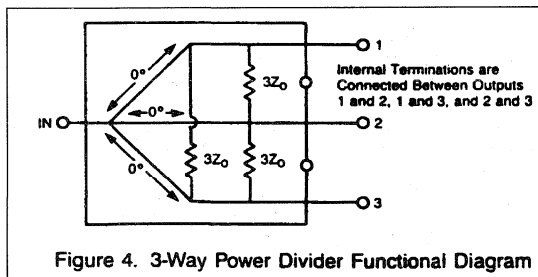 1
0°
3Z₀
Internal Terminations are
Connected Between Outputs
1 and 2, 1 and 3, and 2 and 3
IN
0°
2
0°
3Z₀
3Z₀
3
Figure 4. 3-Way Power Divider Functional Diagram